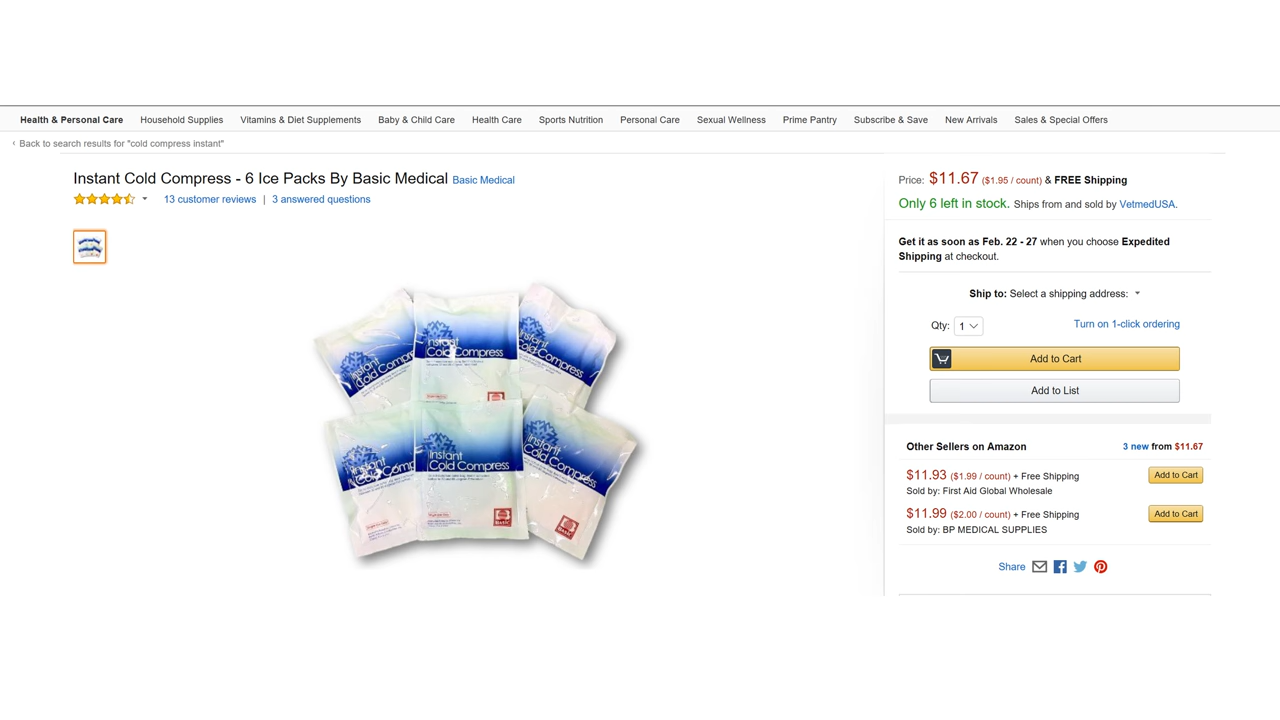 Health & Personal Care Household Supplies Vitamins & Diet Supplements Baby & Child Care Health Care Sports Nutrition Personal Care Sexual Wellness Prime Pantry Subscribe & Save New Arrivals Sales & Special Offers
‹ Back to search results for "cold compress instant"
Instant Cold Compress - 6 Ice Packs By Basic Medical Basic Medical
13 customer reviews | 3 answered questions
Instant
Cold Compress
Instant
Cold Compress
Instant
Cold Compress
Instant
Cold Comp
Instant
Cold Compress
Instant
Cold Compress
BASIC
Price: $11.67 ($1.95 / count) & FREE Shipping
Only 6 left in stock. Ships from and sold by VetmedUSA.
Get it as soon as Feb. 22 - 27 when you choose Expedited
Shipping at checkout.
Ship to: Select a shipping address:
Qty: 1 Turn on 1-click ordering
Add to Cart
Add to List
Other Sellers on Amazon 3 new from $11.67
$11.93 ($1.99 / count) + Free Shipping Add to Cart
Sold by: First Aid Global Wholesale
$11.99 ($2.00 / count) + Free Shipping Add to Cart
Sold by: BP MEDICAL SUPPLIES
Share